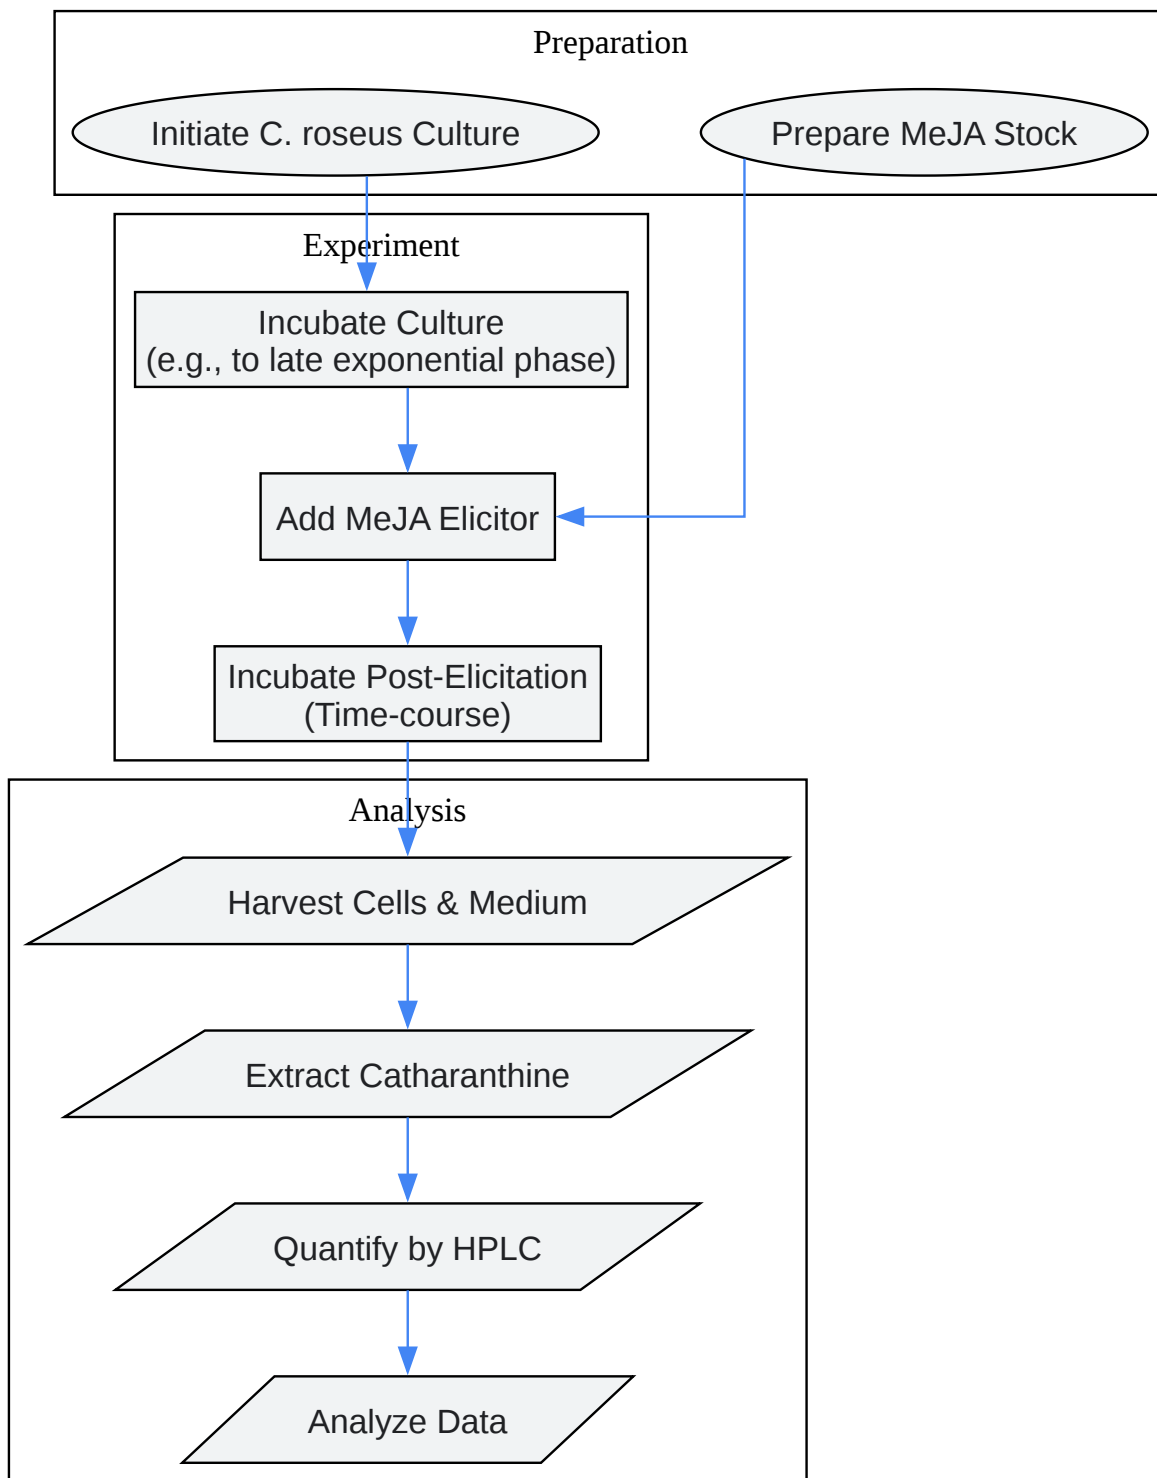 Preparation
Initiate C. roseus Culture
Prepare MeJA Stock
Experiment
Incubate Culture
(e.g., to late exponential phase)
Add MeJA Elicitor
Incubate Post-Elicitation
(Time-course)
Analysis
Harvest Cells & Medium
Extract Catharanthine
Quantify by HPLC
Analyze Data